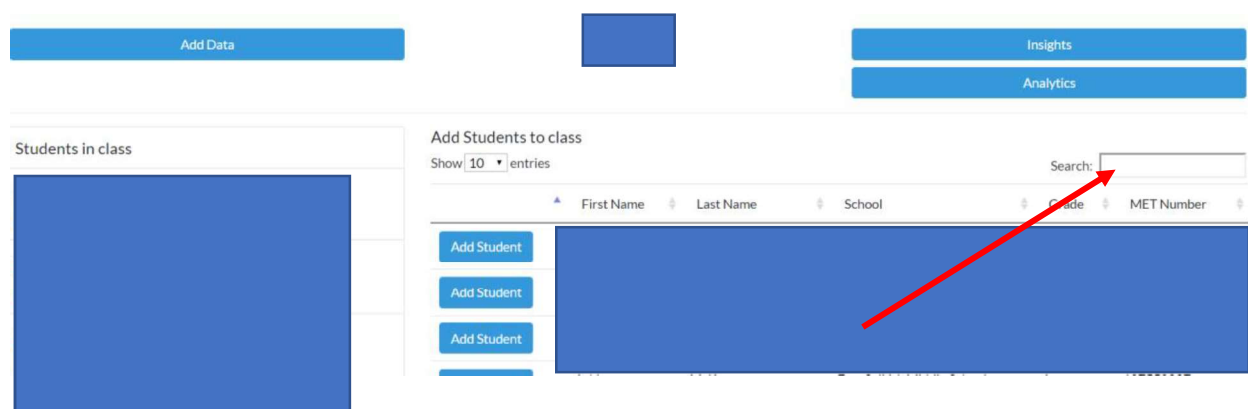 Add Data
Insights
Analytics
Students in class
Add Students to class
Show 10 entries
Search:
First Name Last Name School Grade MET Number
Add Student
Add Student
Add Student